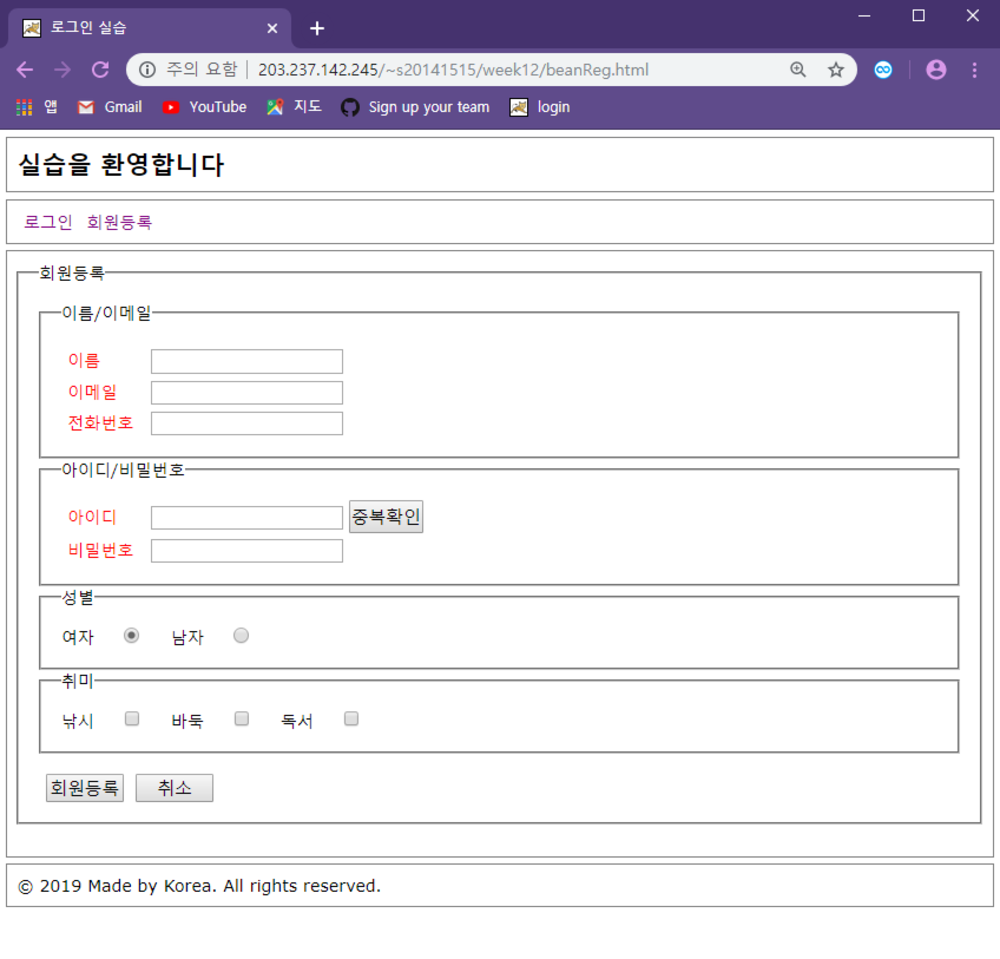 로그인 실습
주의 요함 203.237.142.245/~s20141515/week12/beanReg.html
앱 Gmail YouTube 지도 Sign up your team login
실습을 환영합니다
로그인 회원등록
회원등록
이름/이메일
이름
이메일
전화번호
아이디/비밀번호
아이디 중복확인
비밀번호
성별
여자 남자
취미
낚시 바둑 독서
회원등록 취소
© 2019 Made by Korea. All rights reserved.